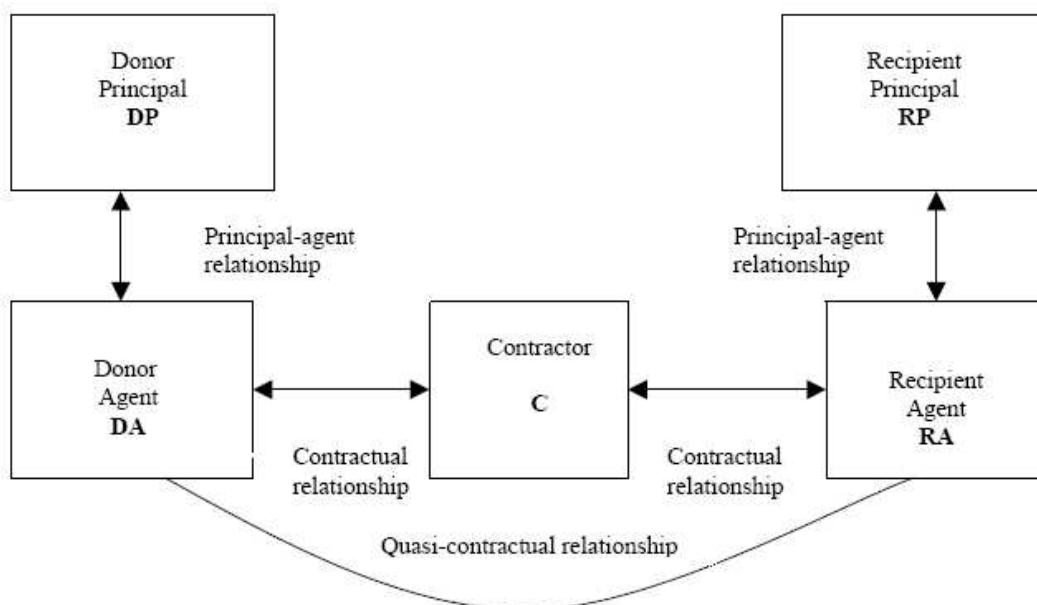 Donor
Principal
DP
Recipient
Principal
RP
Principal-agent
relationship
Principal-agent
relationship
Donor
Agent
DA
Contractor
C
Recipient
Agent
RA
Contractual
relationship
Contractual
relationship
Quasi-contractual relationship